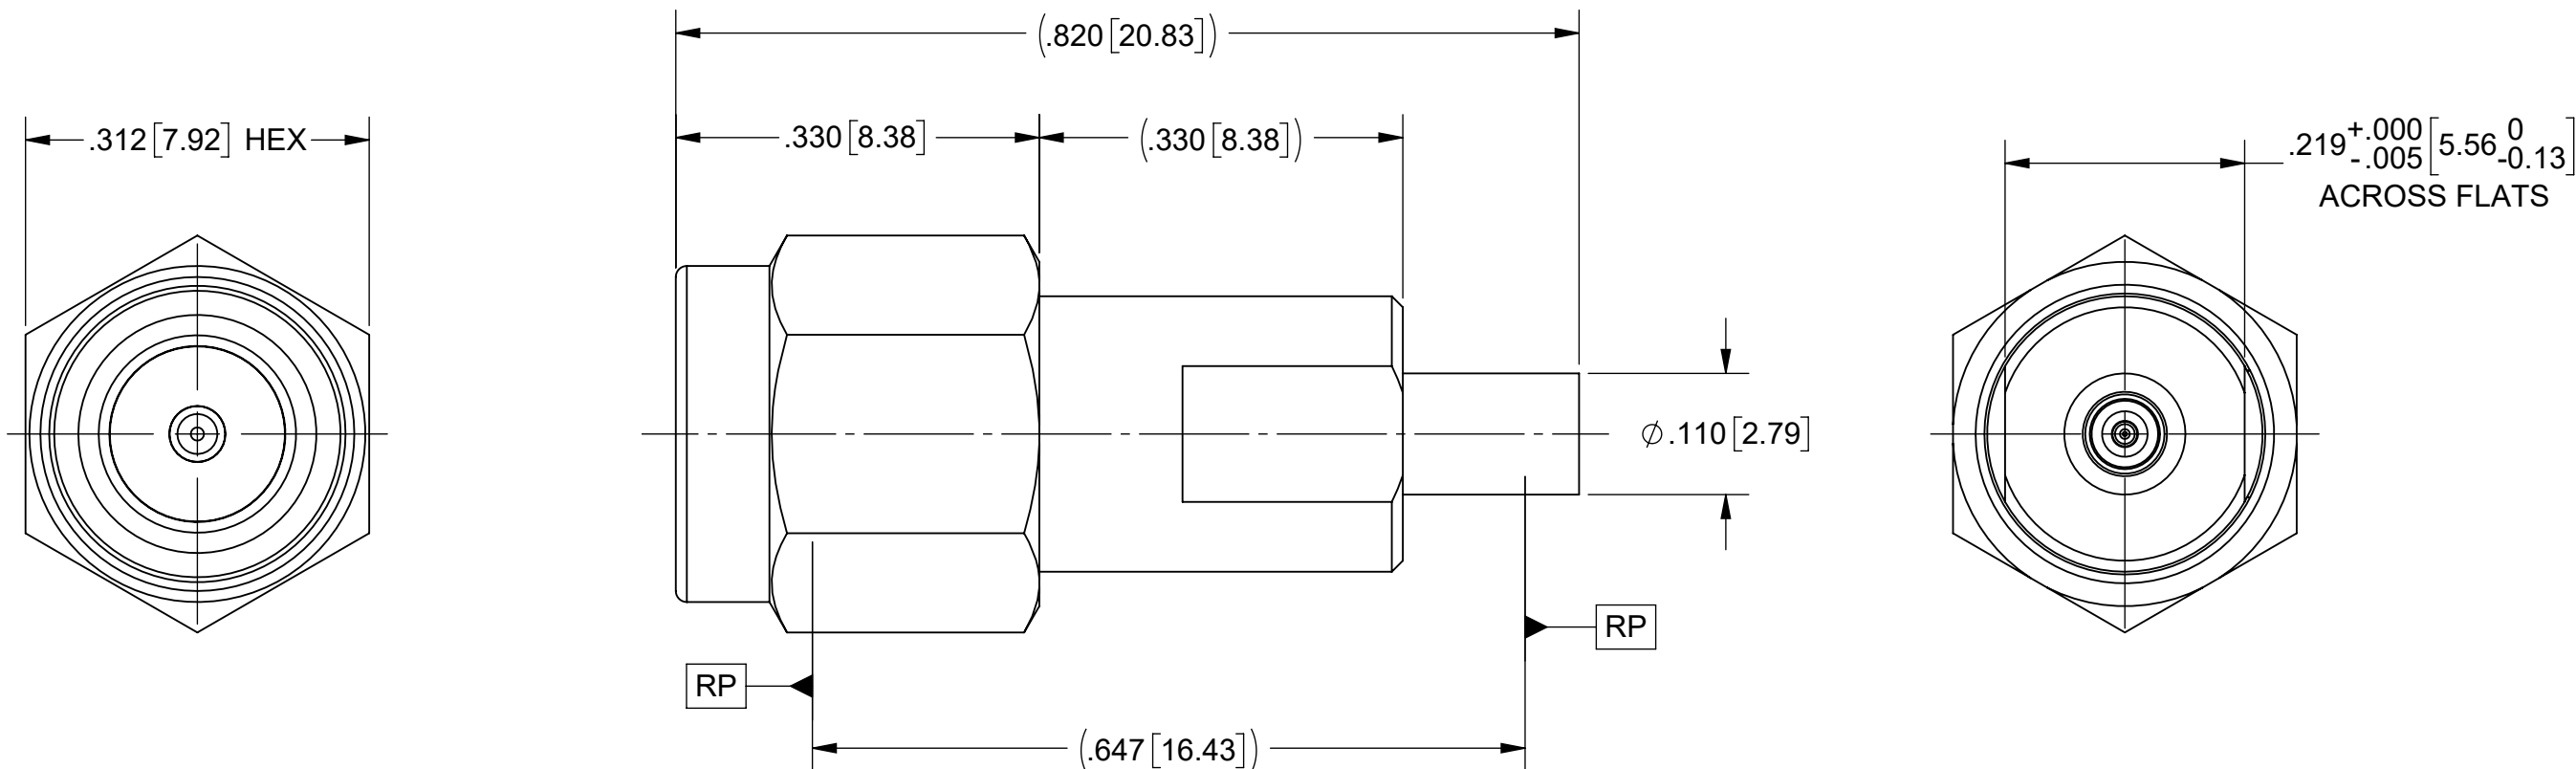 (.820[20.83])
.312[7.92] HEX
.330[8.38]
(.330[8.38])
.219 +.000 -.005 [5.56 0 -0.13]
ACROSS FLATS
⌀.110[2.79]
RP
RP
(.647[16.43])